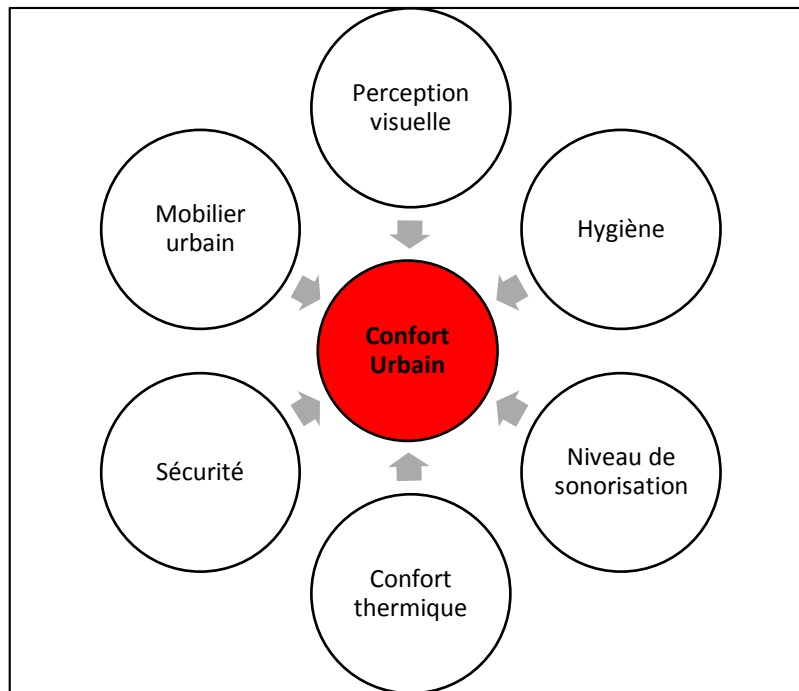 Perception
visuelle
Mobilier
urbain
Hygiène
Confort
Urbain
Sécurité
Niveau de
sonorisation
Confort
thermique